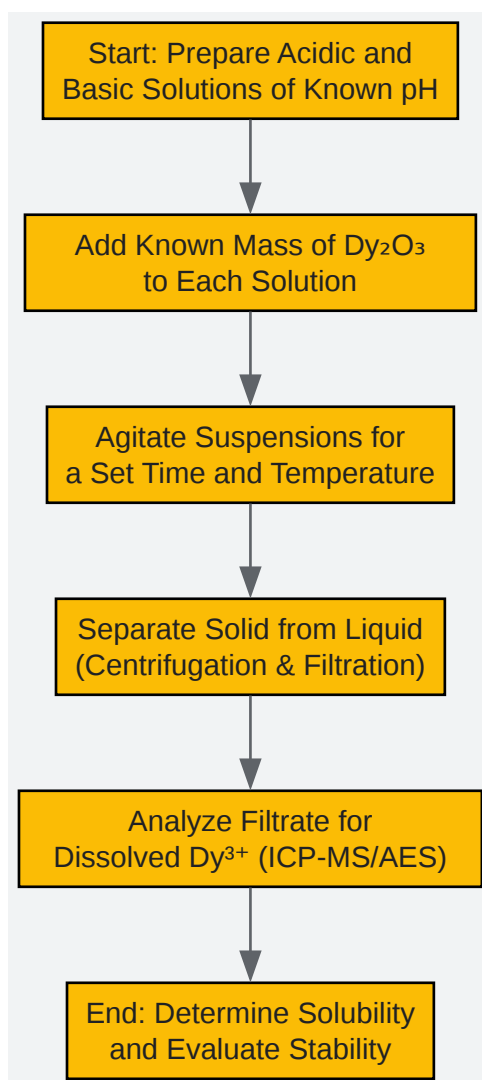 Start: Prepare Acidic and
Basic Solutions of Known pH
Add Known Mass of Dy₂O₃
to Each Solution
Agitate Suspensions for
a Set Time and Temperature
Separate Solid from Liquid
(Centrifugation & Filtration)
Analyze Filtrate for
Dissolved Dy³⁺ (ICP-MS/AES)
End: Determine Solubility
and Evaluate Stability